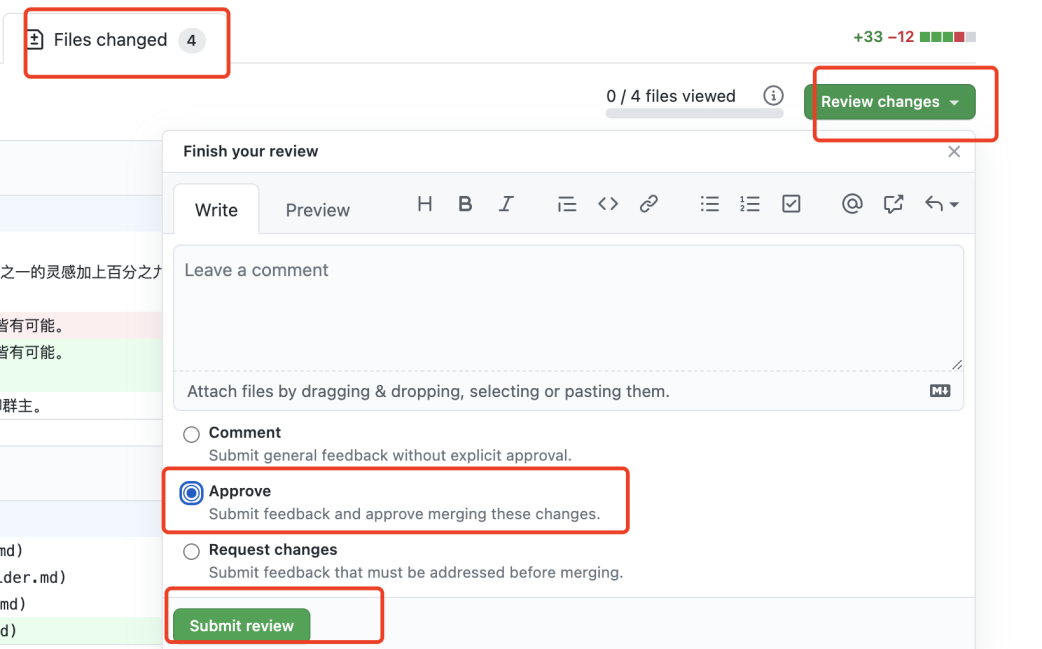 Files changed 4
+33 −12
0 / 4 files viewed
Review changes
Finish your review
Write
Preview
Leave a comment
Attach files by dragging & dropping, selecting or pasting them.
Comment
Submit general feedback without explicit approval.
Approve
Submit feedback and approve merging these changes.
Request changes
Submit feedback that must be addressed before merging.
Submit review
之一的灵感加上百分之九
皆有可能。
皆有可能。
群主。
md)
lder.md)
md)
d)